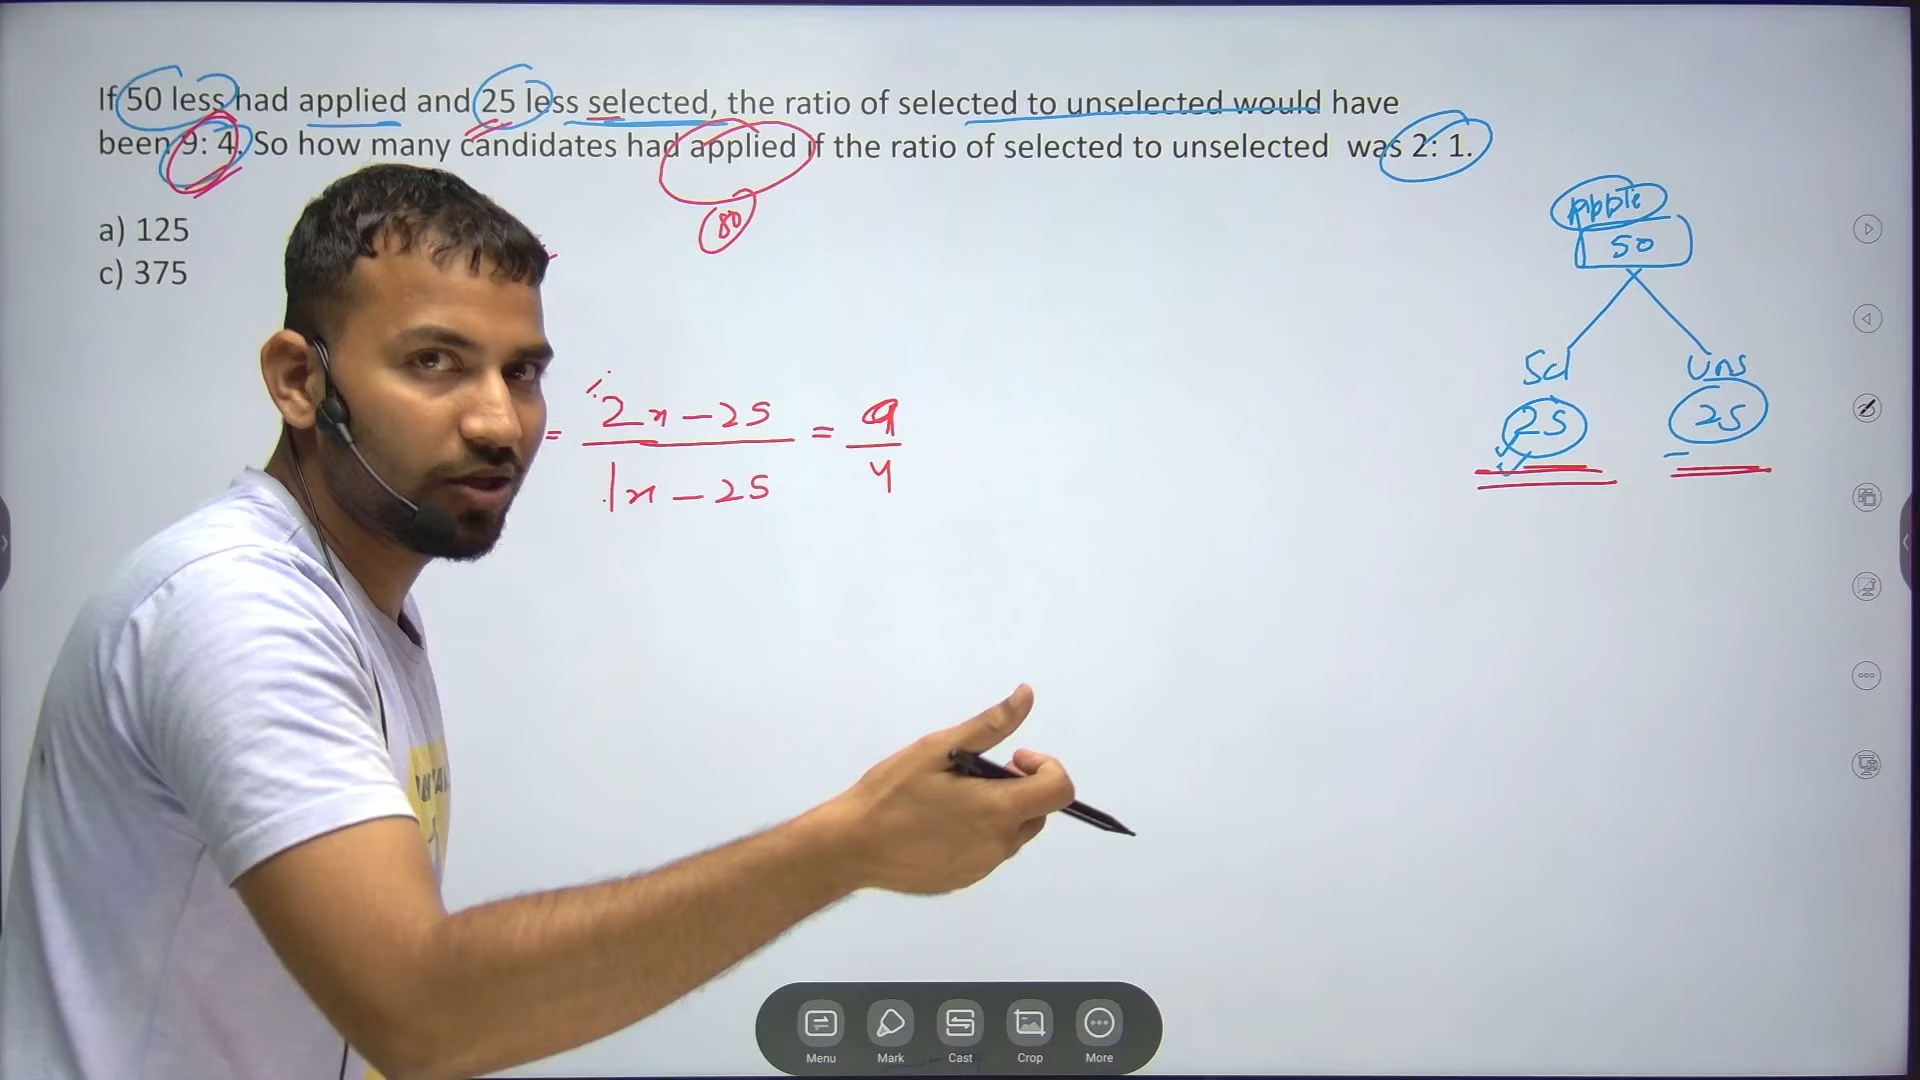 If 50 less had applied and 25 less selected, the ratio of selected to unselected would have
been 9: 4. So how many candidates had applied if the ratio of selected to unselected was 2: 1.
80
a) 125
c) 375
50
Sel Uns
25 25
= 2x - 25 = 9
1x - 25 4
Menu Mark Cast Crop More